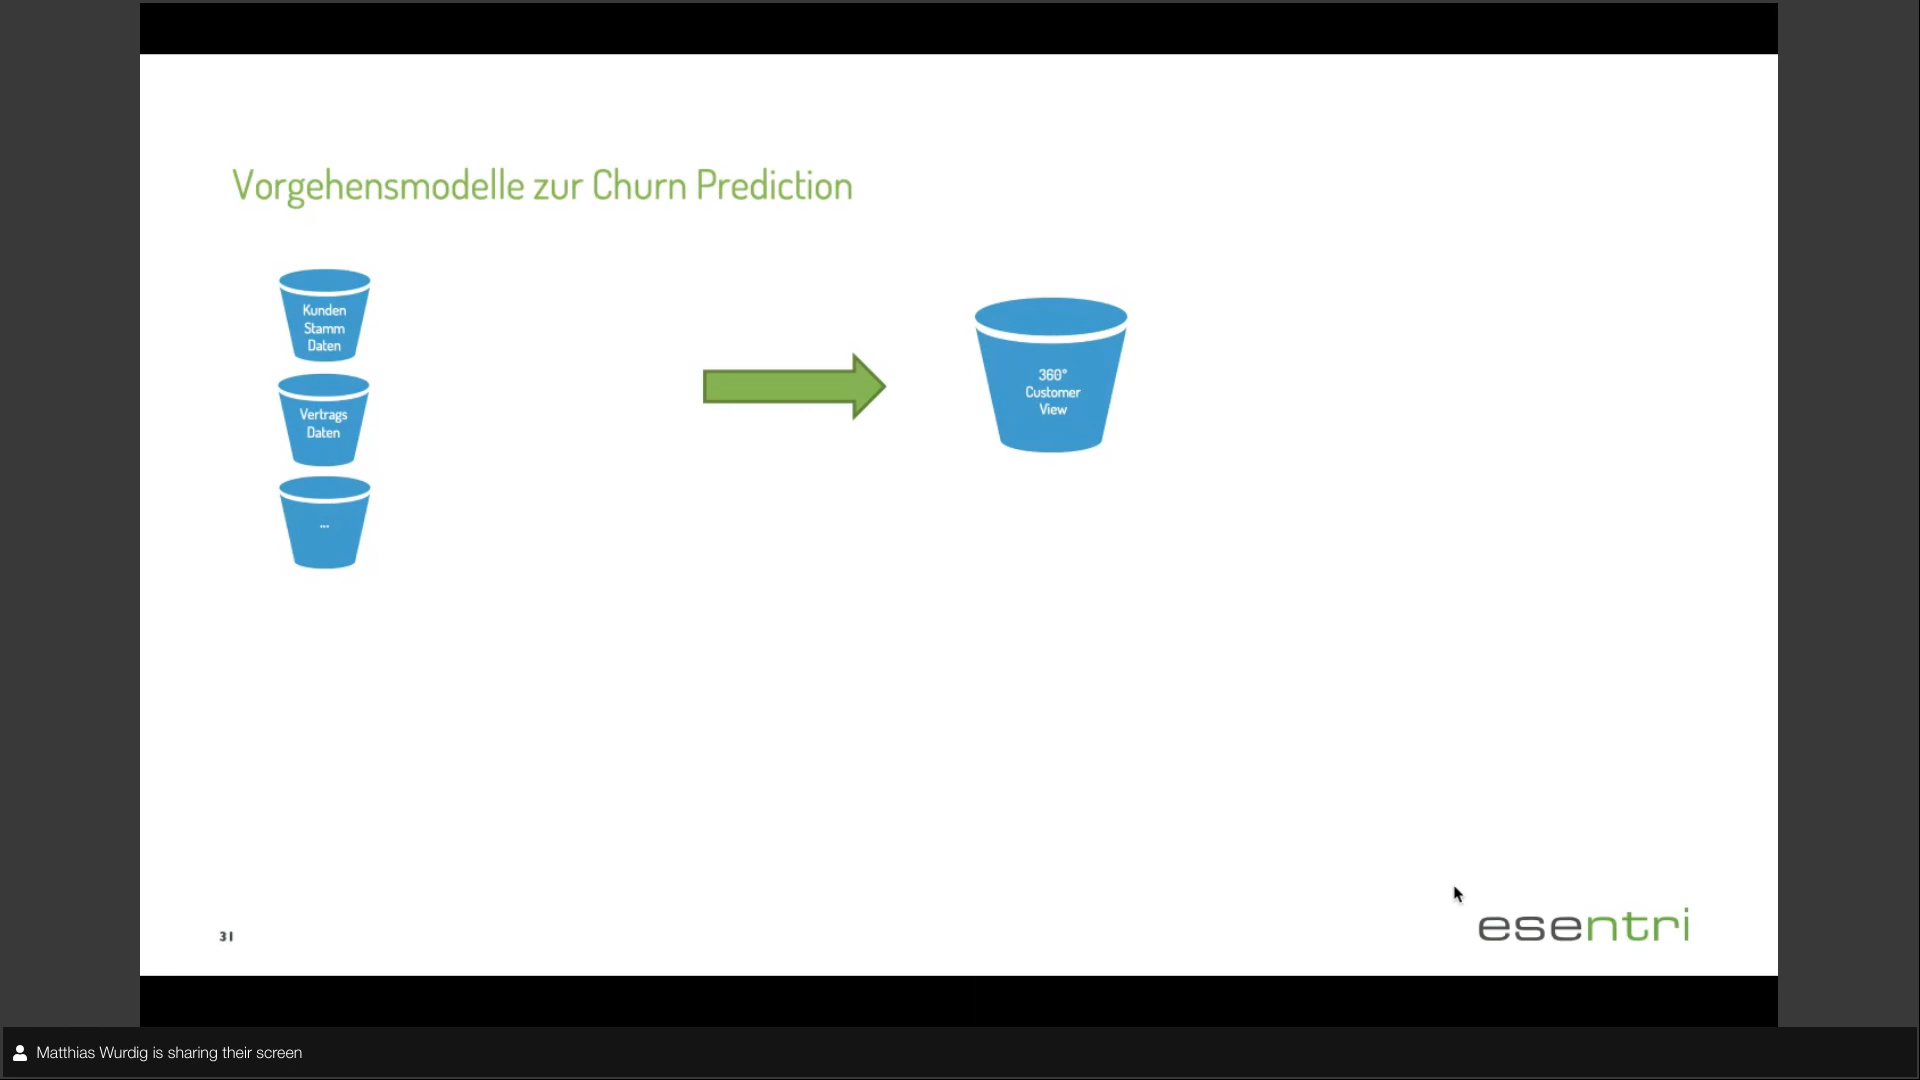 Vorgehensmodelle zur Churn Prediction
Kunden
Stamm
Daten
Vertrags
Daten
...
360°
Customer
View
31
esentri
Matthias Wurdig is sharing their screen